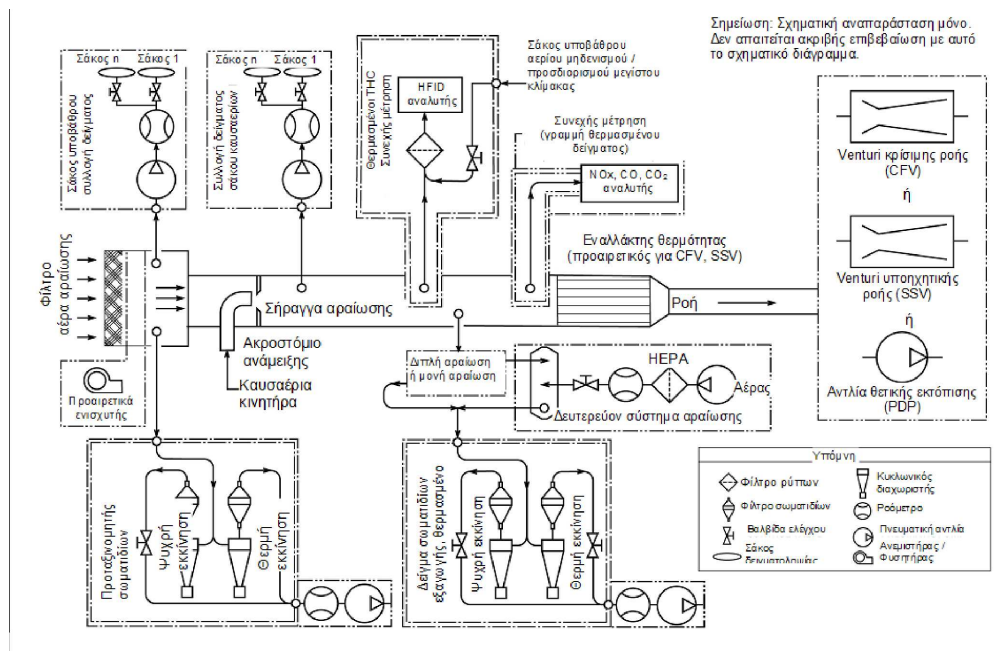 Σημείωση: Σχηματική αναπαράσταση μόνο.
Δεν απαιτείται ακριβής επιβεβαίωση με αυτό
το σχηματικό διάγραμμα.
Σάκος n
Σάκος 1
Σάκος υποβάθρου
συλλογή δείγματος
Σάκος n
Σάκος 1
Συλλογή δείγματος
σάκου καυσαερίων
Θερμασμένοι THC
Συνεχής μέτρηση
HFID
αναλυτής
Σάκος υποβάθρου
αερίου μηδενισμού /
προσδιορισμού μεγίστου
κλίμακας
Συνεχής μέτρηση
(γραμμή θερμασμένου
δείγματος)
NOx, CO, CO₂
αναλυτής
Venturi κρίσιμης ροής
(CFV)
ή
Venturi υποηχητικής
ροής (SSV)
ή
Αντλία θετικής εκτόπισης
(PDP)
Εναλλάκτης θερμότητας
(προαιρετικός για CFV, SSV)
Ροή
Φίλτρο
αέρα αραίωσης
Σήραγγα αραίωσης
Ακροστόμιο
ανάμειξης
Καυσαέρια
κινητήρα
Προαιρετικά
ενισχυτής
Διπλή αραίωση
ή μονή αραίωση
HEPA
Αέρας
Δευτερεύον σύστημα αραίωσης
Προταξινομητής
σωματιδίων
Ψυχρή
εκκίνηση
Θερμή
εκκίνηση
Δείγμα σωματιδίων
εξαγωγής, θερμασμένο
Ψυχρή εκκίνηση
Θερμή εκκίνηση
Υπόμνη
Φίλτρο ρύπων
Φίλτρο σωματιδίων
Βαλβίδα ελέγχου
Σάκος
δειγματοληψίας
Κυκλωνικός
διαχωριστής
Ροόμετρο
Πνευματική αντλία
Ανεμιστήρας /
Φυσητήρας